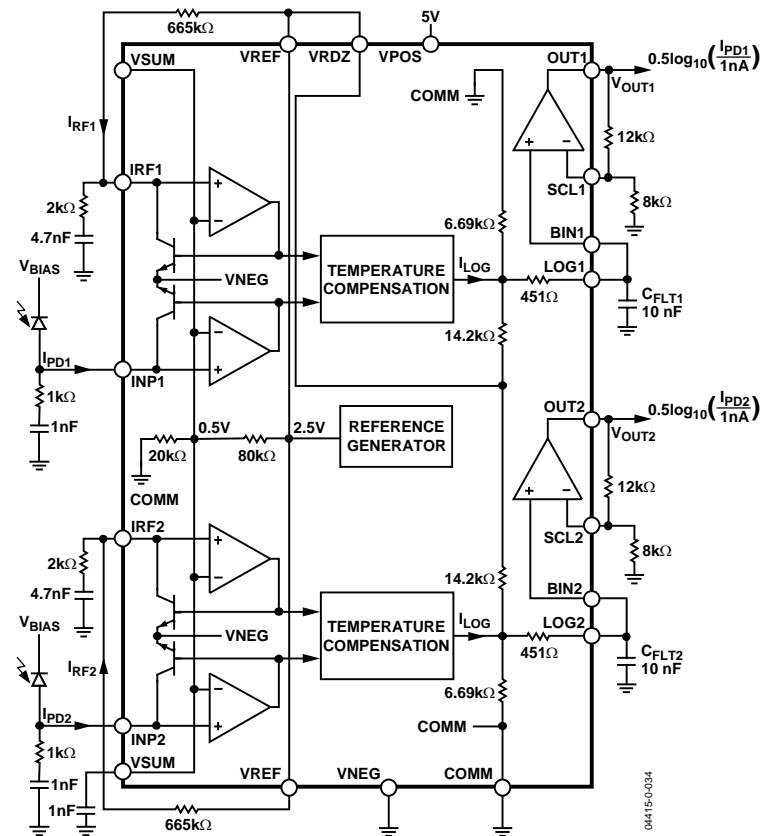 665kΩ
5V
VREF VRDZ VPOS
VSUM
OUT1
0.5log10(IPD1/1nA)
VOUT1
COMM
IRF1
12kΩ
IRF1
SCL1
8kΩ
2kΩ
6.69kΩ
BIN1
4.7nF
VBIAS
VNEG
TEMPERATURE
COMPENSATION
ILOG
LOG1
451Ω
CFLT1
10 nF
14.2kΩ
IPD1
INP1
1kΩ
OUT2
0.5log10(IPD2/1nA)
1nF
0.5V 2.5V
REFERENCE
GENERATOR
VOUT2
20kΩ 80kΩ
COMM
12kΩ
IRF2
SCL2
8kΩ
2kΩ
14.2kΩ
BIN2
4.7nF
VBIAS
VNEG
TEMPERATURE
COMPENSATION
ILOG
LOG2
IRF2
451Ω
CFLT2
10 nF
6.69kΩ
IPD2
INP2
COMM
1kΩ
VSUM
1nF
VREF VNEG COMM
1nF
665kΩ
04415-0-034
+
−
+
−
+
−
+
−
+ −
+ −